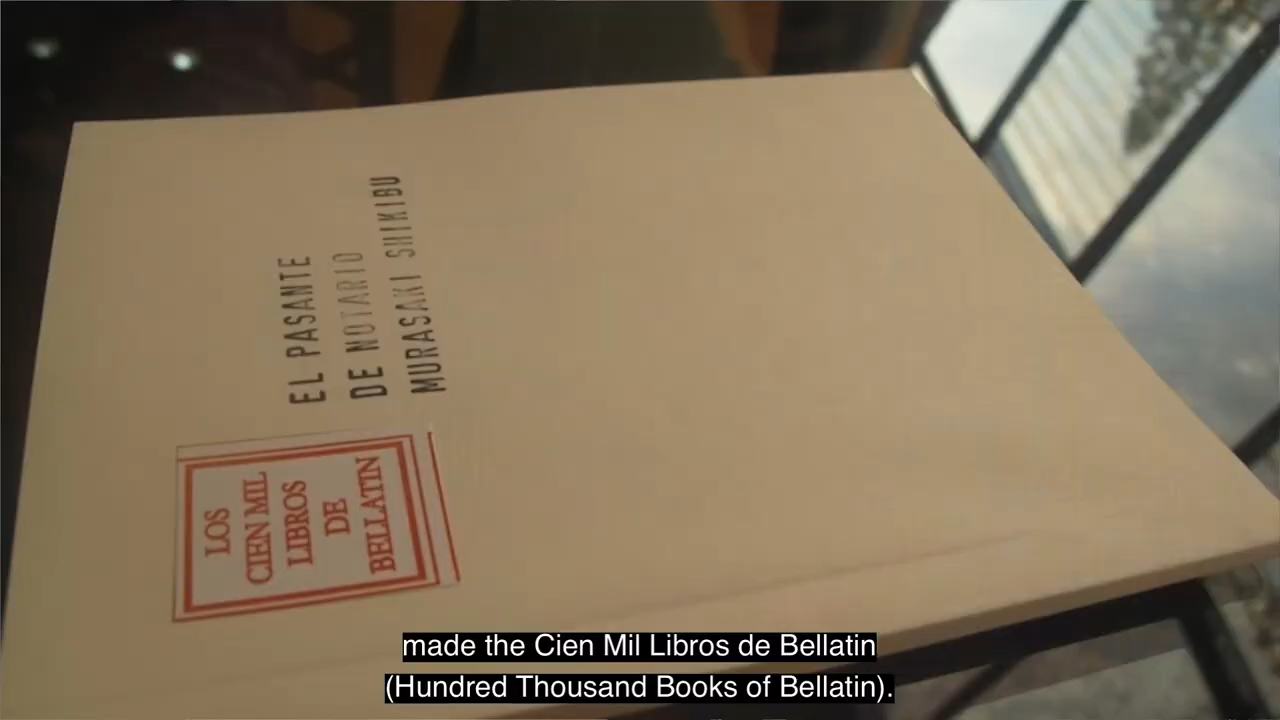 EL PASANTE
DE NOTARIO
MURASAKI SHIKIBU
LOS
CIEN MIL
LIBROS
DE
BELLATIN
made the Cien Mil Libros de Bellatin
(Hundred Thousand Books of Bellatin).